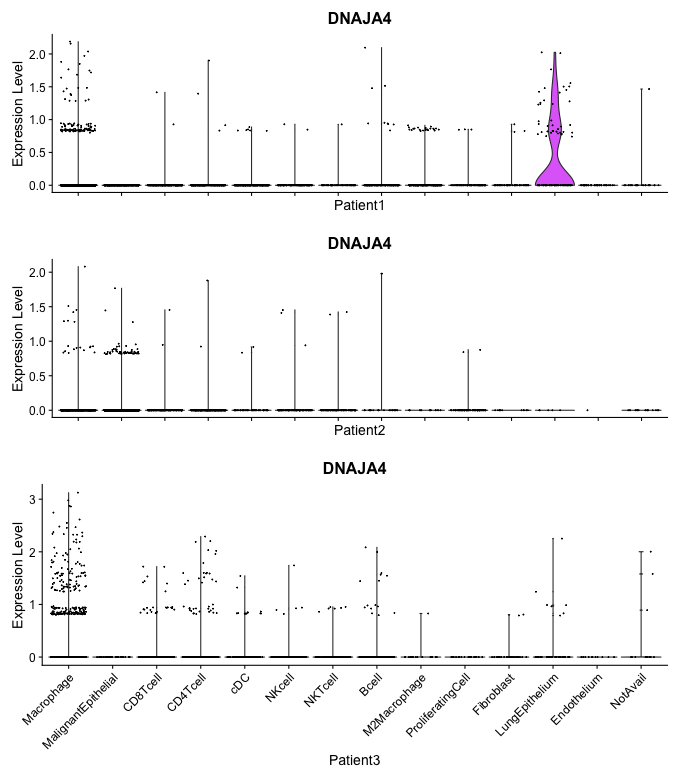 DNAJA4
Expression Level
2.0
1.5
1.0
0.5
0.0
Patient1
DNAJA4
Expression Level
2.0
1.5
1.0
0.5
0.0
Patient2
DNAJA4
Expression Level
3
2
1
0
Macrophage
MalignantEpithelial
CD8Tcell
CD4Tcell
cDC
NKcell
NKTcell
Bcell
M2Macrophage
ProliferatingCell
Fibroblast
LungEpithelium
Endothelium
NotAvail
Patient3